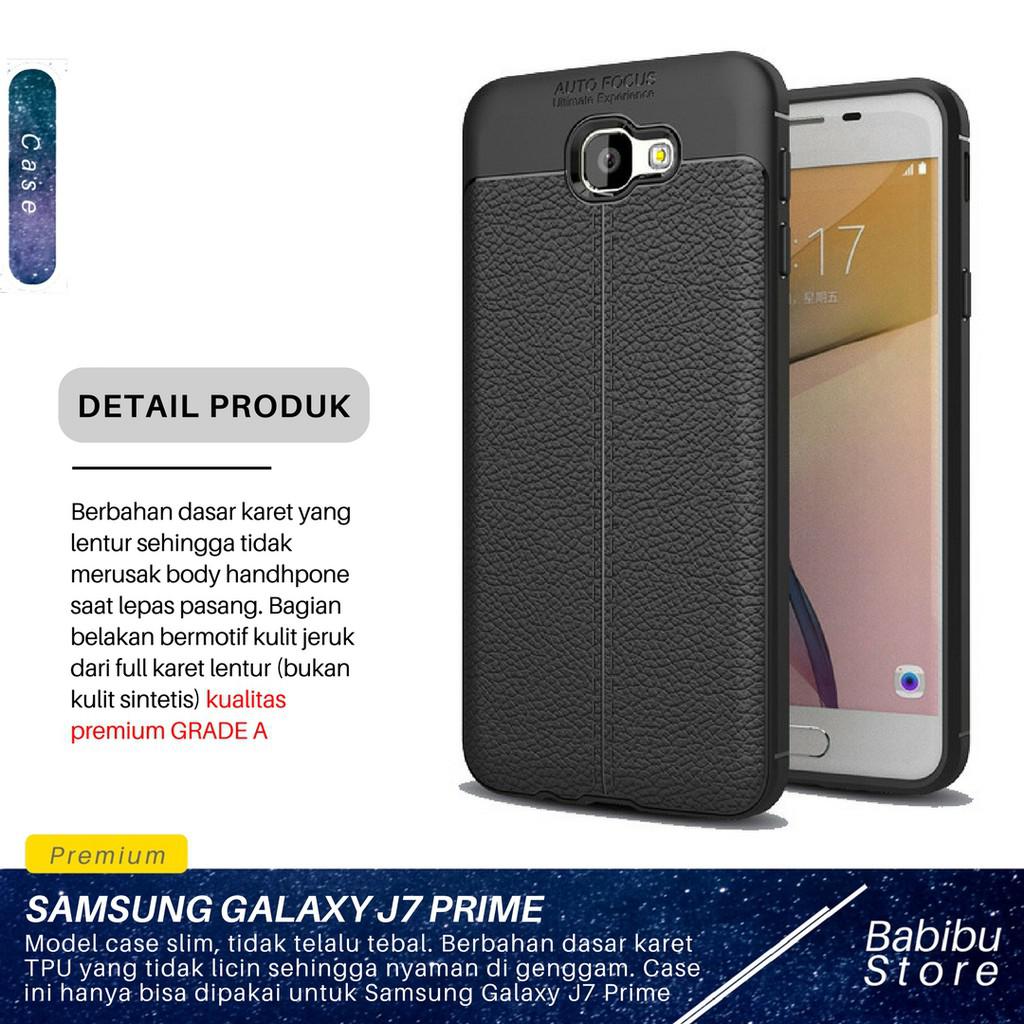 Case
AUTO FOCUS
Ultimate Experience
:17
星期五
DETAIL PRODUK
Berbahan dasar karet yang
lentur sehingga tidak
merusak body handhpone
saat lepas pasang. Bagian
belakan bermotif kulit jeruk
dari full karet lentur (bukan
kulit sintetis) kualitas
premium GRADE A
Premium
SAMSUNG GALAXY J7 PRIME
Model case slim, tidak telalu tebal. Berbahan dasar karet
TPU yang tidak licin sehingga nyaman di genggam. Case
ini hanya bisa dipakai untuk Samsung Galaxy J7 Prime
Babibu
Store